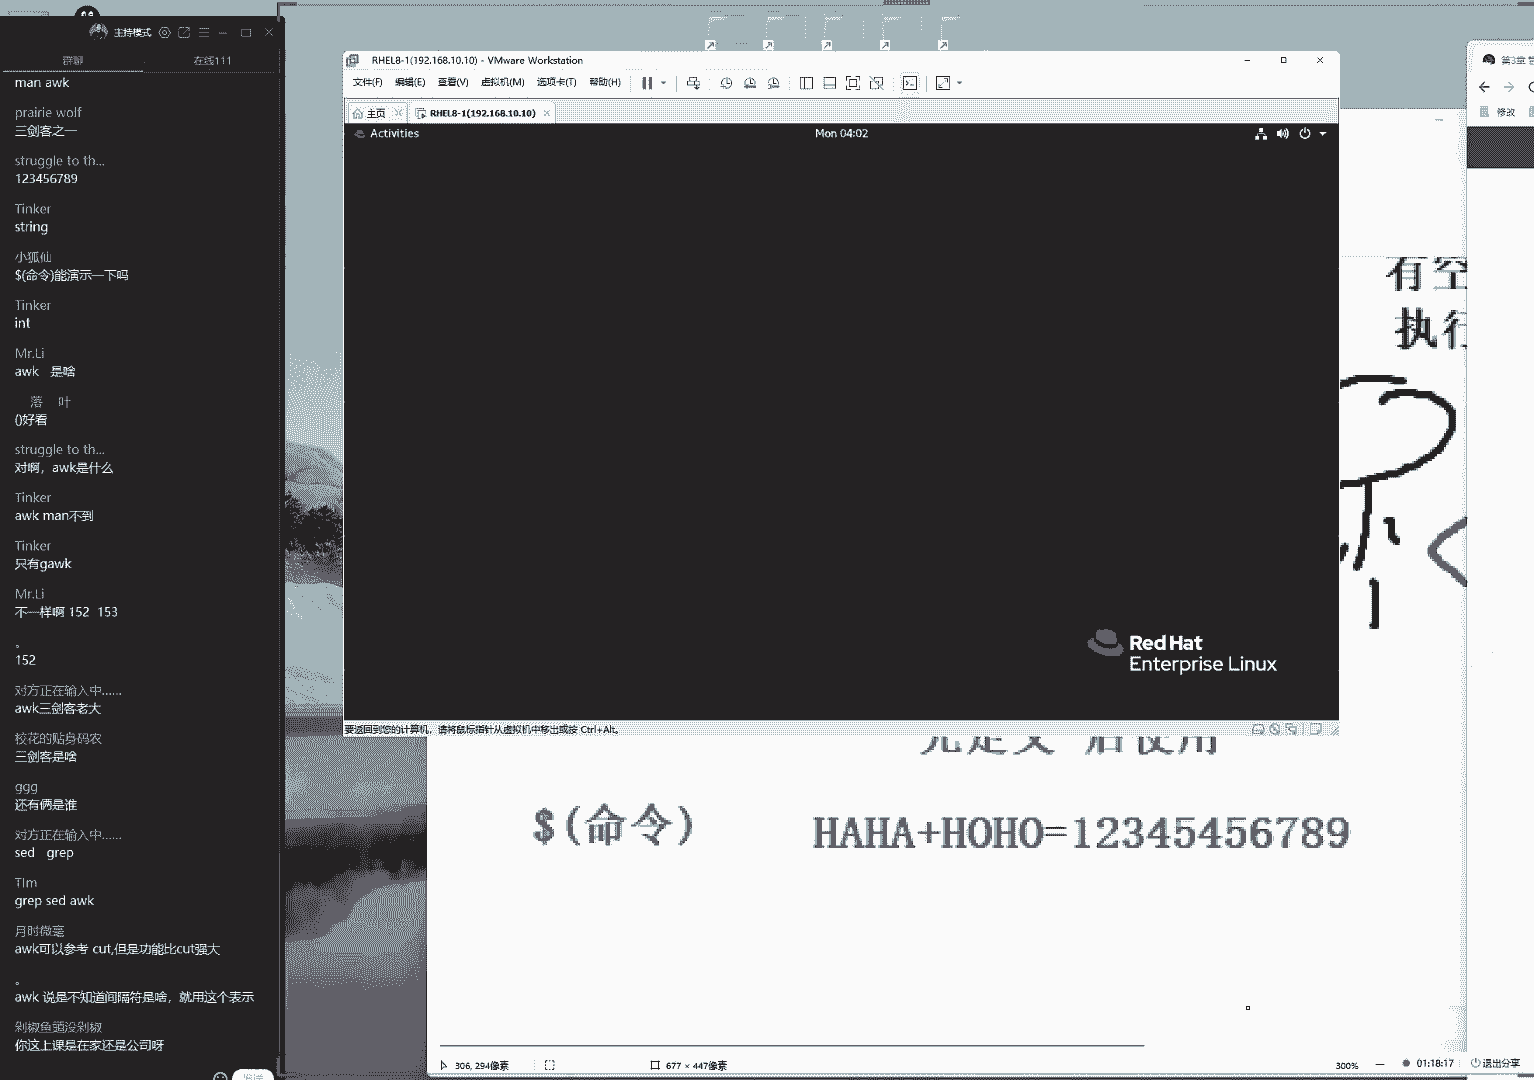 主持模式
群聊
在线111
man awk
prairie wolf
三剑客之一
struggle to th...
123456789
Tinker
string
小狐仙
$(命令)能演示一下吗
Tinker
int
Mr.Li
awk 是啥
落 叶
()好看
struggle to th...
对啊，awk是什么
Tinker
awk man不到
Tinker
只有gawk
Mr.Li
不一样啊 152 153
。
152
对方正在输入中......
awk三剑客老大
校花的贴身码农
三剑客是啥
ggg
还有俩是谁
对方正在输入中......
sed grep
TIm
grep sed awk
月时微毫
awk可以参考 cut,但是功能比cut强大
。
awk 说是不知道间隔符是啥，就用这个表示
剁椒鱼頭没剁椒
你这上课是在家还是公司呀
发送
RHEL8-1(192.168.10.10) - VMware Workstation
文件(F) 编辑(E) 查看(V) 虚拟机(M) 选项卡(T) 帮助(H)
主页
RHEL8-1(192.168.10.10)
Activities
Mon 04:02
Red Hat
Enterprise Linux
要返回到您的计算机，请将鼠标指针从虚拟机中移出或按 Ctrl+Alt。
第3章
修改
有空
执行
先定义 后使用
$(命令)
HAHA+HOHO=12345456789
306, 294像素
677 × 447像素
300%
01:18:17
退出分享